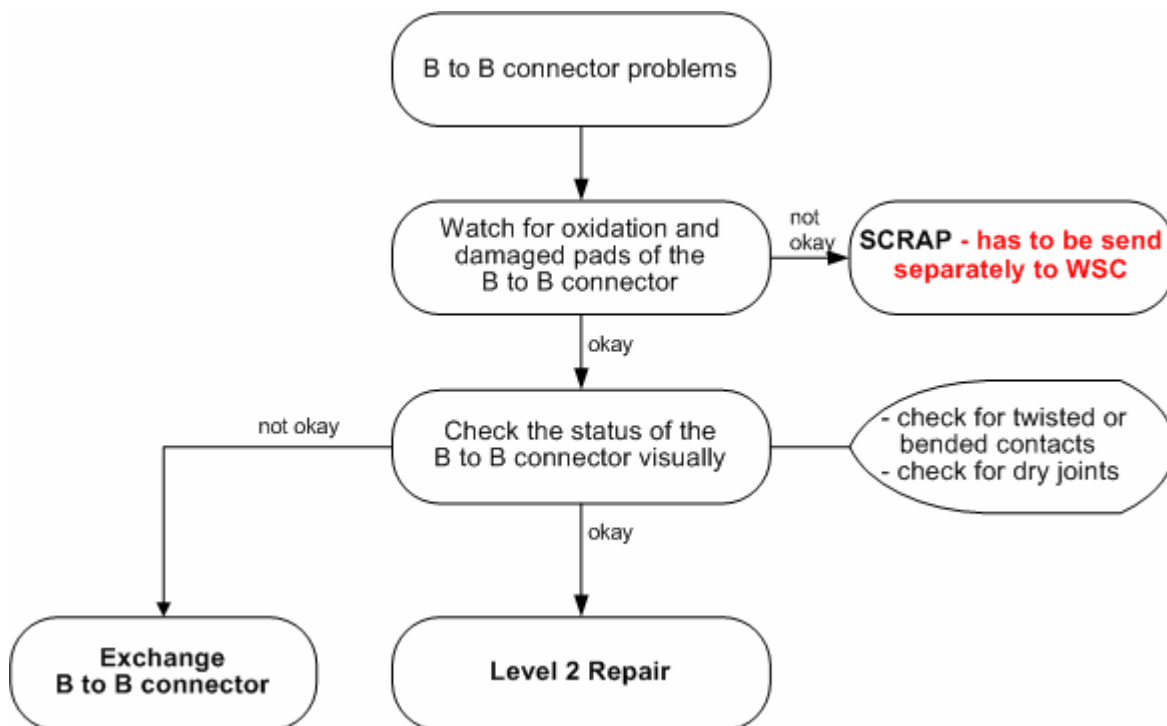 B to B connector problems
Watch for oxidation and
damaged pads of the
B to B connector
not
okay
SCRAP - has to be send
separately to WSC
okay
Check the status of the
B to B connector visually
not okay
- check for twisted or
bended contacts
- check for dry joints
okay
Exchange
B to B connector
Level 2 Repair